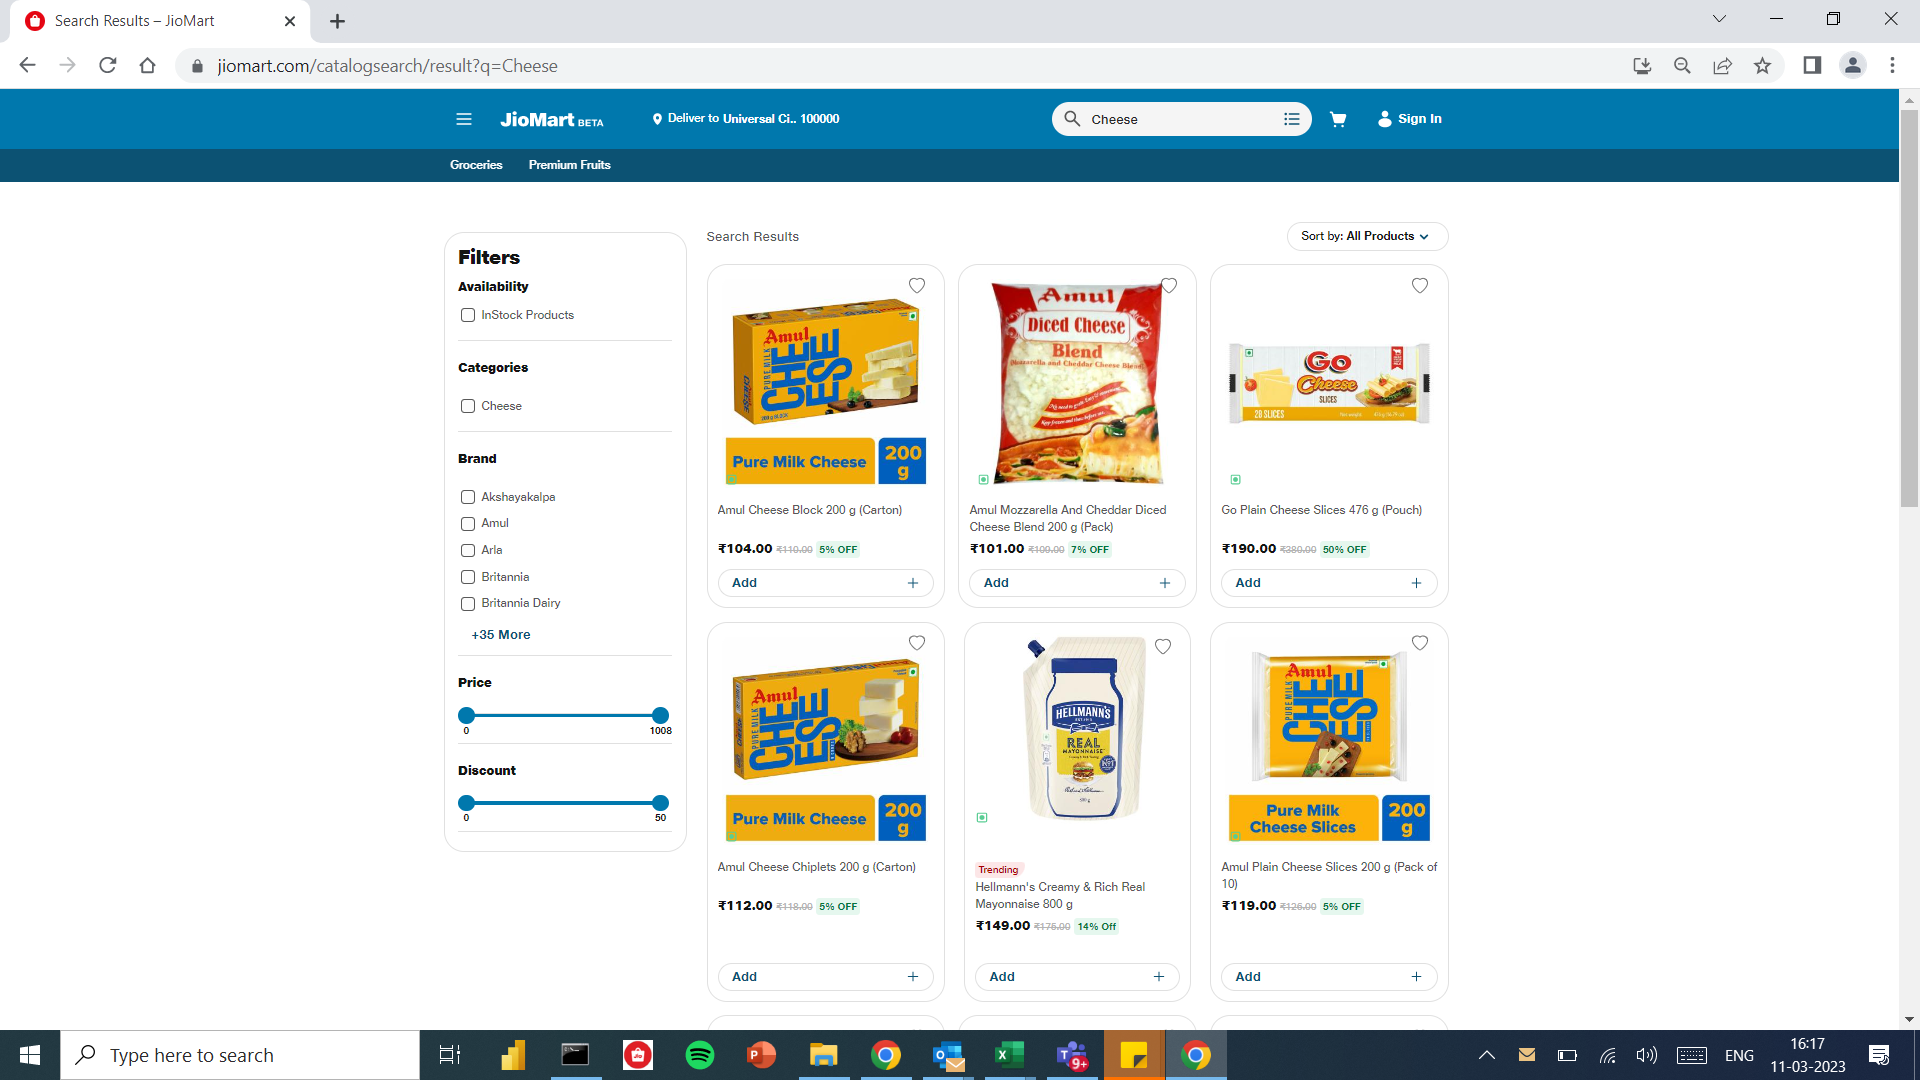 Search Results – JioMart
jiomart.com/catalogsearch/result?q=Cheese
JioMart BETA
Deliver to Universal Ci.. 100000
Cheese
Sign In
Groceries
Premium Fruits
Filters
Availability
InStock Products
Categories
Cheese
Brand
Akshayakalpa
Amul
Arla
Britannia
Britannia Dairy
+35 More
Price
0
1008
Discount
0
50
Search Results
Sort by: All Products
Amul
PURE MILK
CHEESE
Pure Milk Cheese
200 g
Amul Cheese Block 200 g (Carton)
₹104.00 ₹110.00 5% OFF
Add +
Amul
Diced Cheese
Blend
(Mozzarella and Cheddar Cheese Blend)
Amul Mozzarella And Cheddar Diced
Cheese Blend 200 g (Pack)
₹101.00 ₹109.00 7% OFF
Add +
Go
Cheese
SLICES
28 SLICES
Go Plain Cheese Slices 476 g (Pouch)
₹190.00 ₹380.00 50% OFF
Add +
Amul
PURE MILK
CHEESE
Pure Milk Cheese
200 g
Amul Cheese Chiplets 200 g (Carton)
₹112.00 ₹118.00 5% OFF
Add +
HELLMANN'S
REAL
MAYONNAISE
Trending
Hellmann's Creamy & Rich Real
Mayonnaise 800 g
₹149.00 ₹175.00 14% Off
Add +
Amul
PURE MILK
CHEESE
Pure Milk
Cheese Slices
200 g
Amul Plain Cheese Slices 200 g (Pack of
10)
₹119.00 ₹126.00 5% OFF
Add +
Type here to search
9+
ENG
16:17
11-03-2023